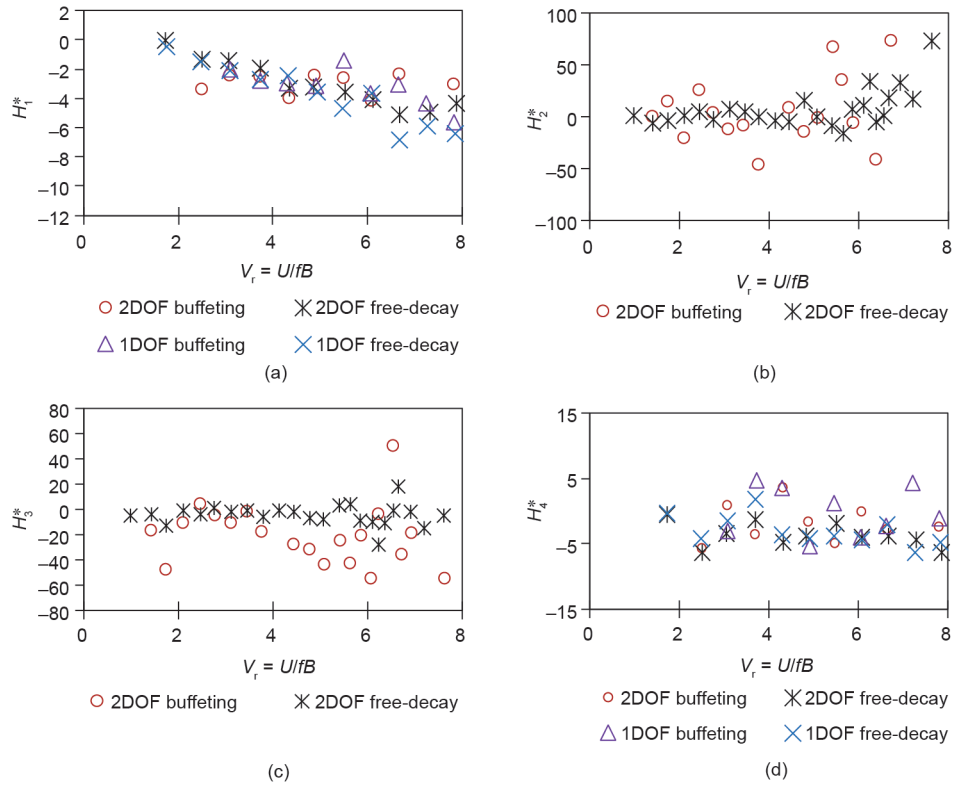 2
0
–2
–4
–6
–8
–10
–12
H*1
0 2 4 6 8
Vr = U/fB
2DOF buffeting 2DOF free-decay
1DOF buffeting 1DOF free-decay
(a)
100
50
0
–50
–100
H*2
0 2 4 6 8
Vr = U/fB
2DOF buffeting 2DOF free-decay
(b)
80
60
40
20
0
–20
–40
–60
–80
H*3
0 2 4 6 8
Vr = U/fB
2DOF buffeting 2DOF free-decay
(c)
15
5
–5
–15
H*4
0 2 4 6 8
Vr = U/fB
2DOF buffeting 2DOF free-decay
1DOF buffeting 1DOF free-decay
(d)